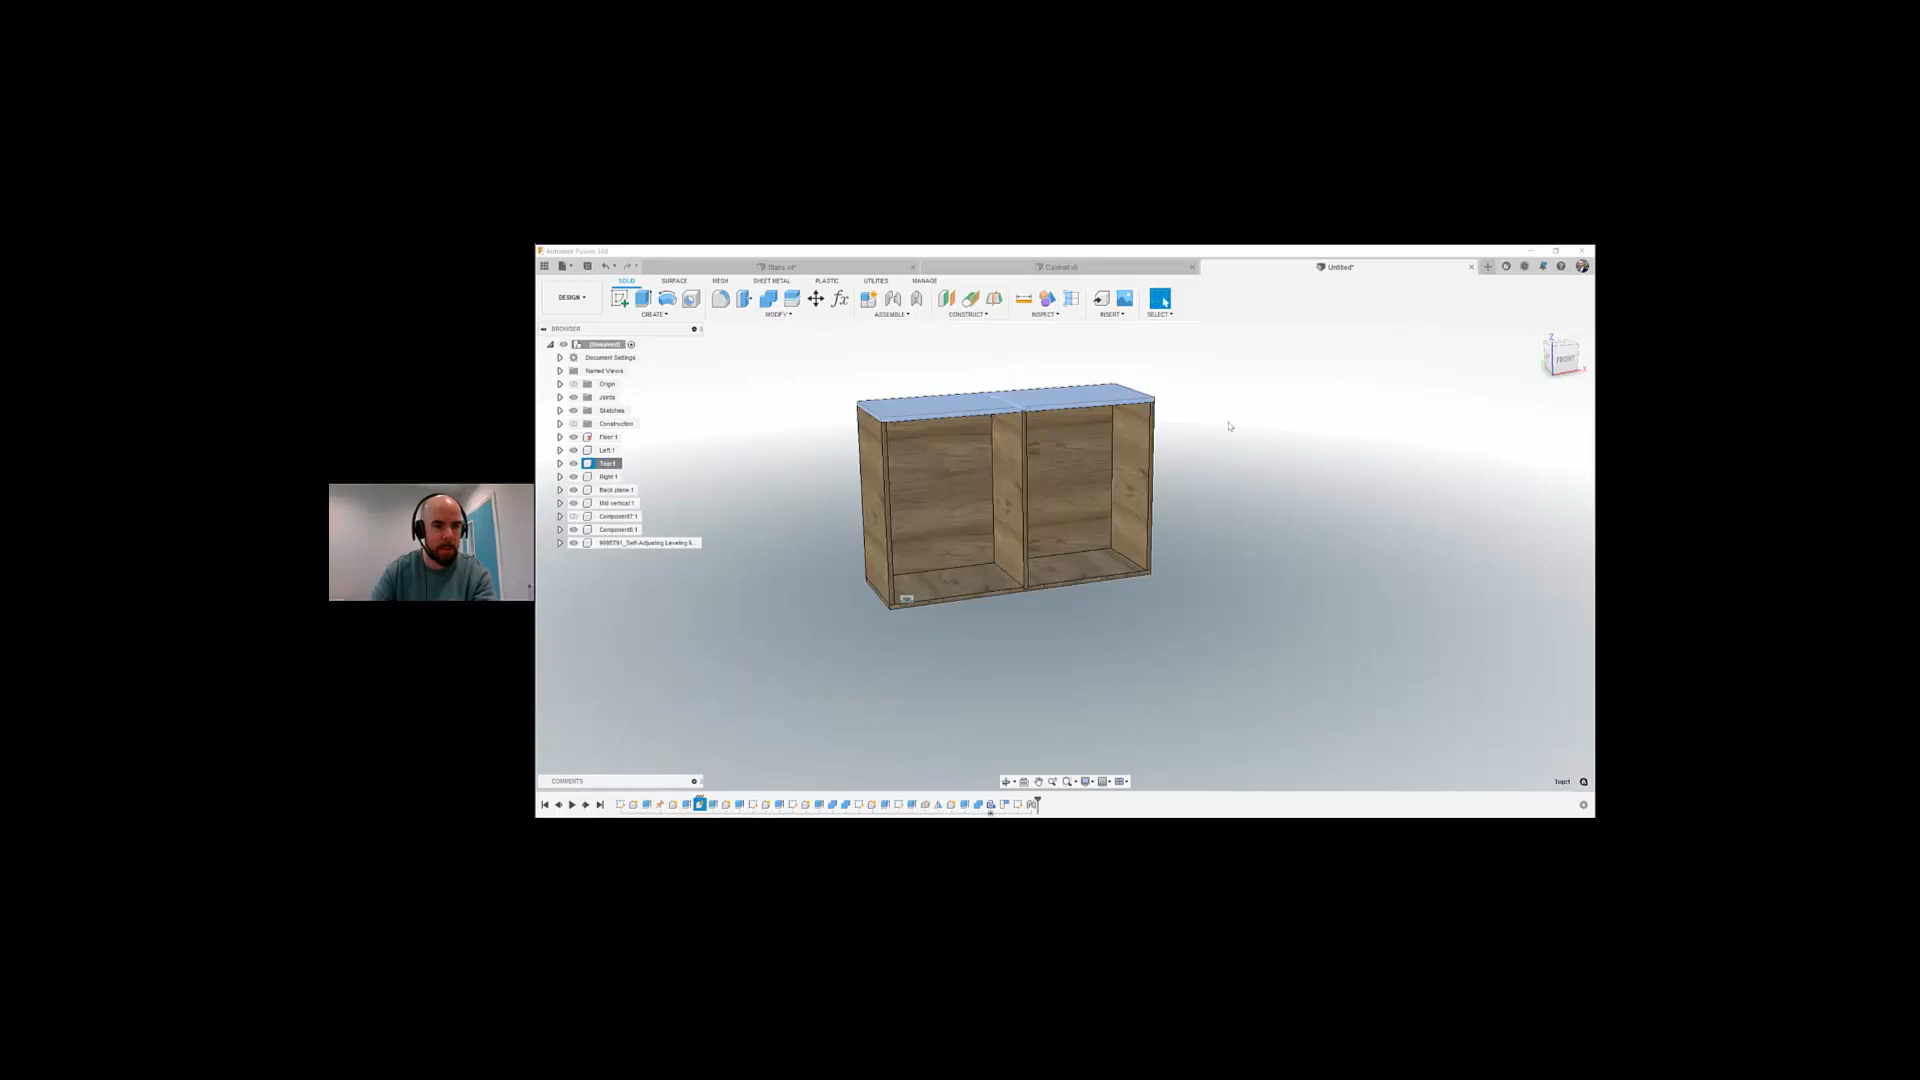 Autodesk Fusion 360
Stairs v4*
Cabinet v5
Untitled*
SOLID
SURFACE
MESH
SHEET METAL
PLASTIC
UTILITIES
MANAGE
DESIGN
CREATE
MODIFY
ASSEMBLE
CONSTRUCT
INSPECT
INSERT
SELECT
BROWSER
(Unsaved)
Document Settings
Named Views
Origin
Joints
Sketches
Construction
Floor:1
Left:1
Top:1
Right:1
Back plane:1
Mid vertical:1
Component7:1
Component8:1
Z
FRONT
X
COMMENTS
Top:1